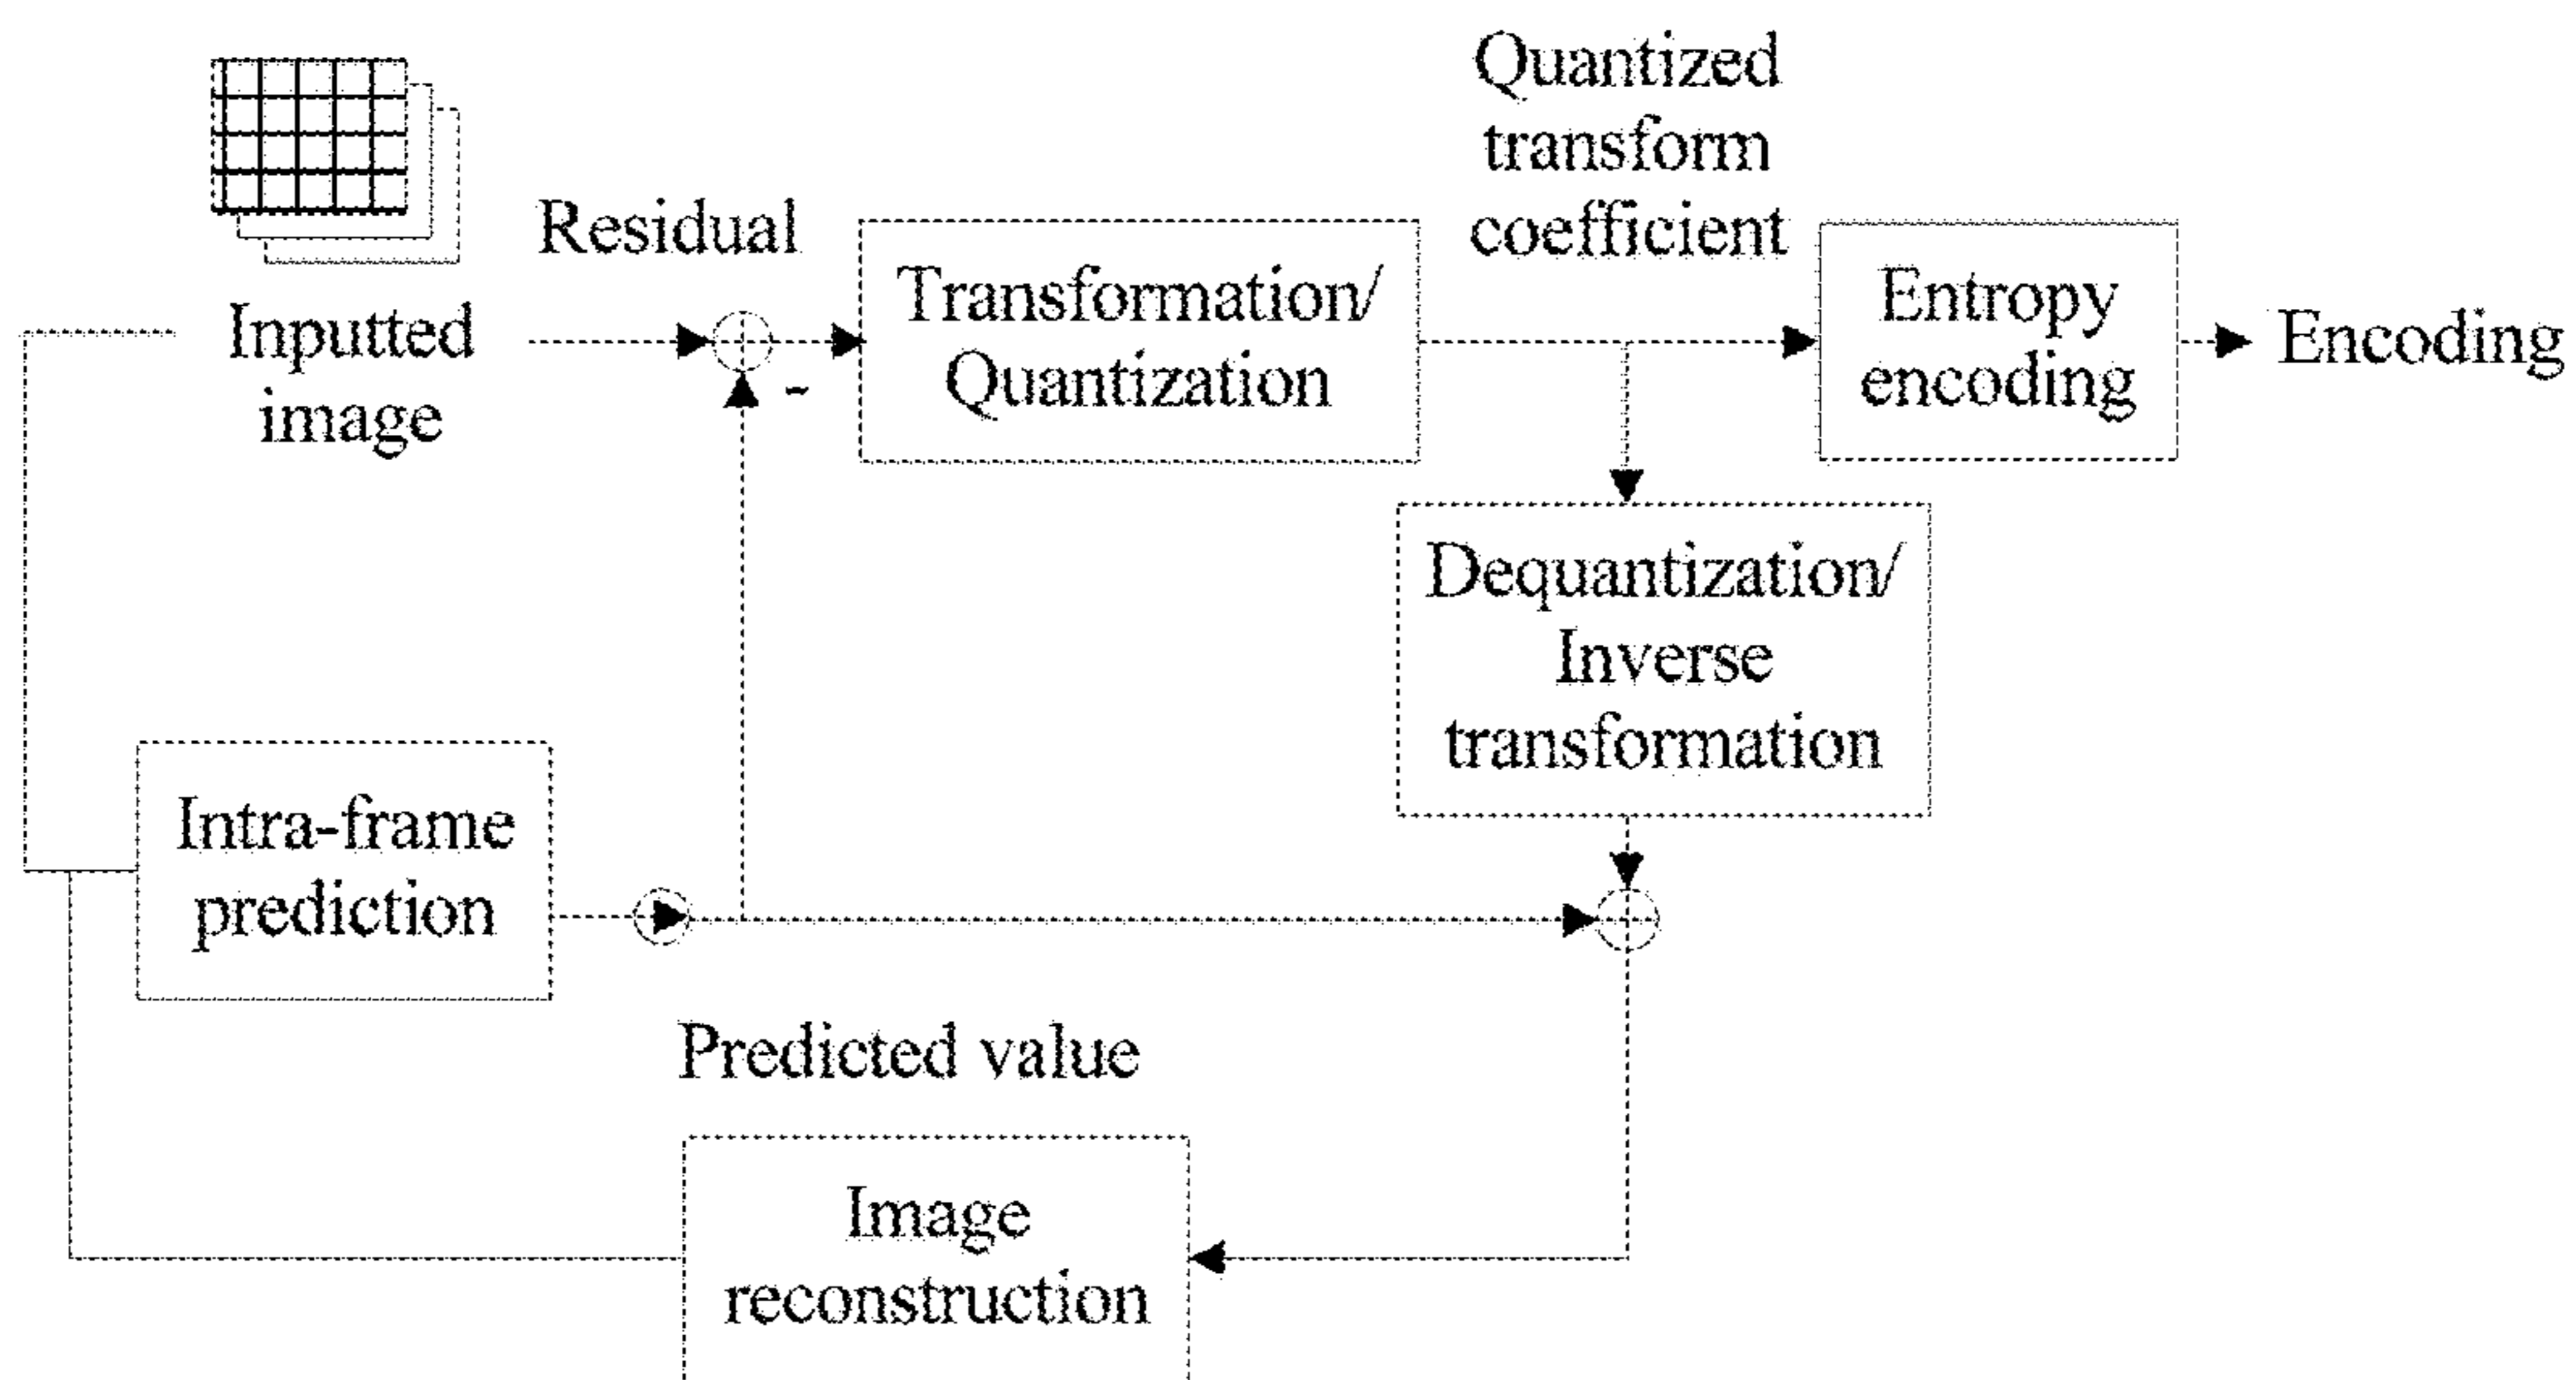 Quantized
transform
coefficient
Residual
Inputted
image
Transformation/
Quantization
-
Entropy
encoding
Encoding
Dequantization/
Inverse
transformation
Intra-frame
prediction
Predicted value
Image
reconstruction